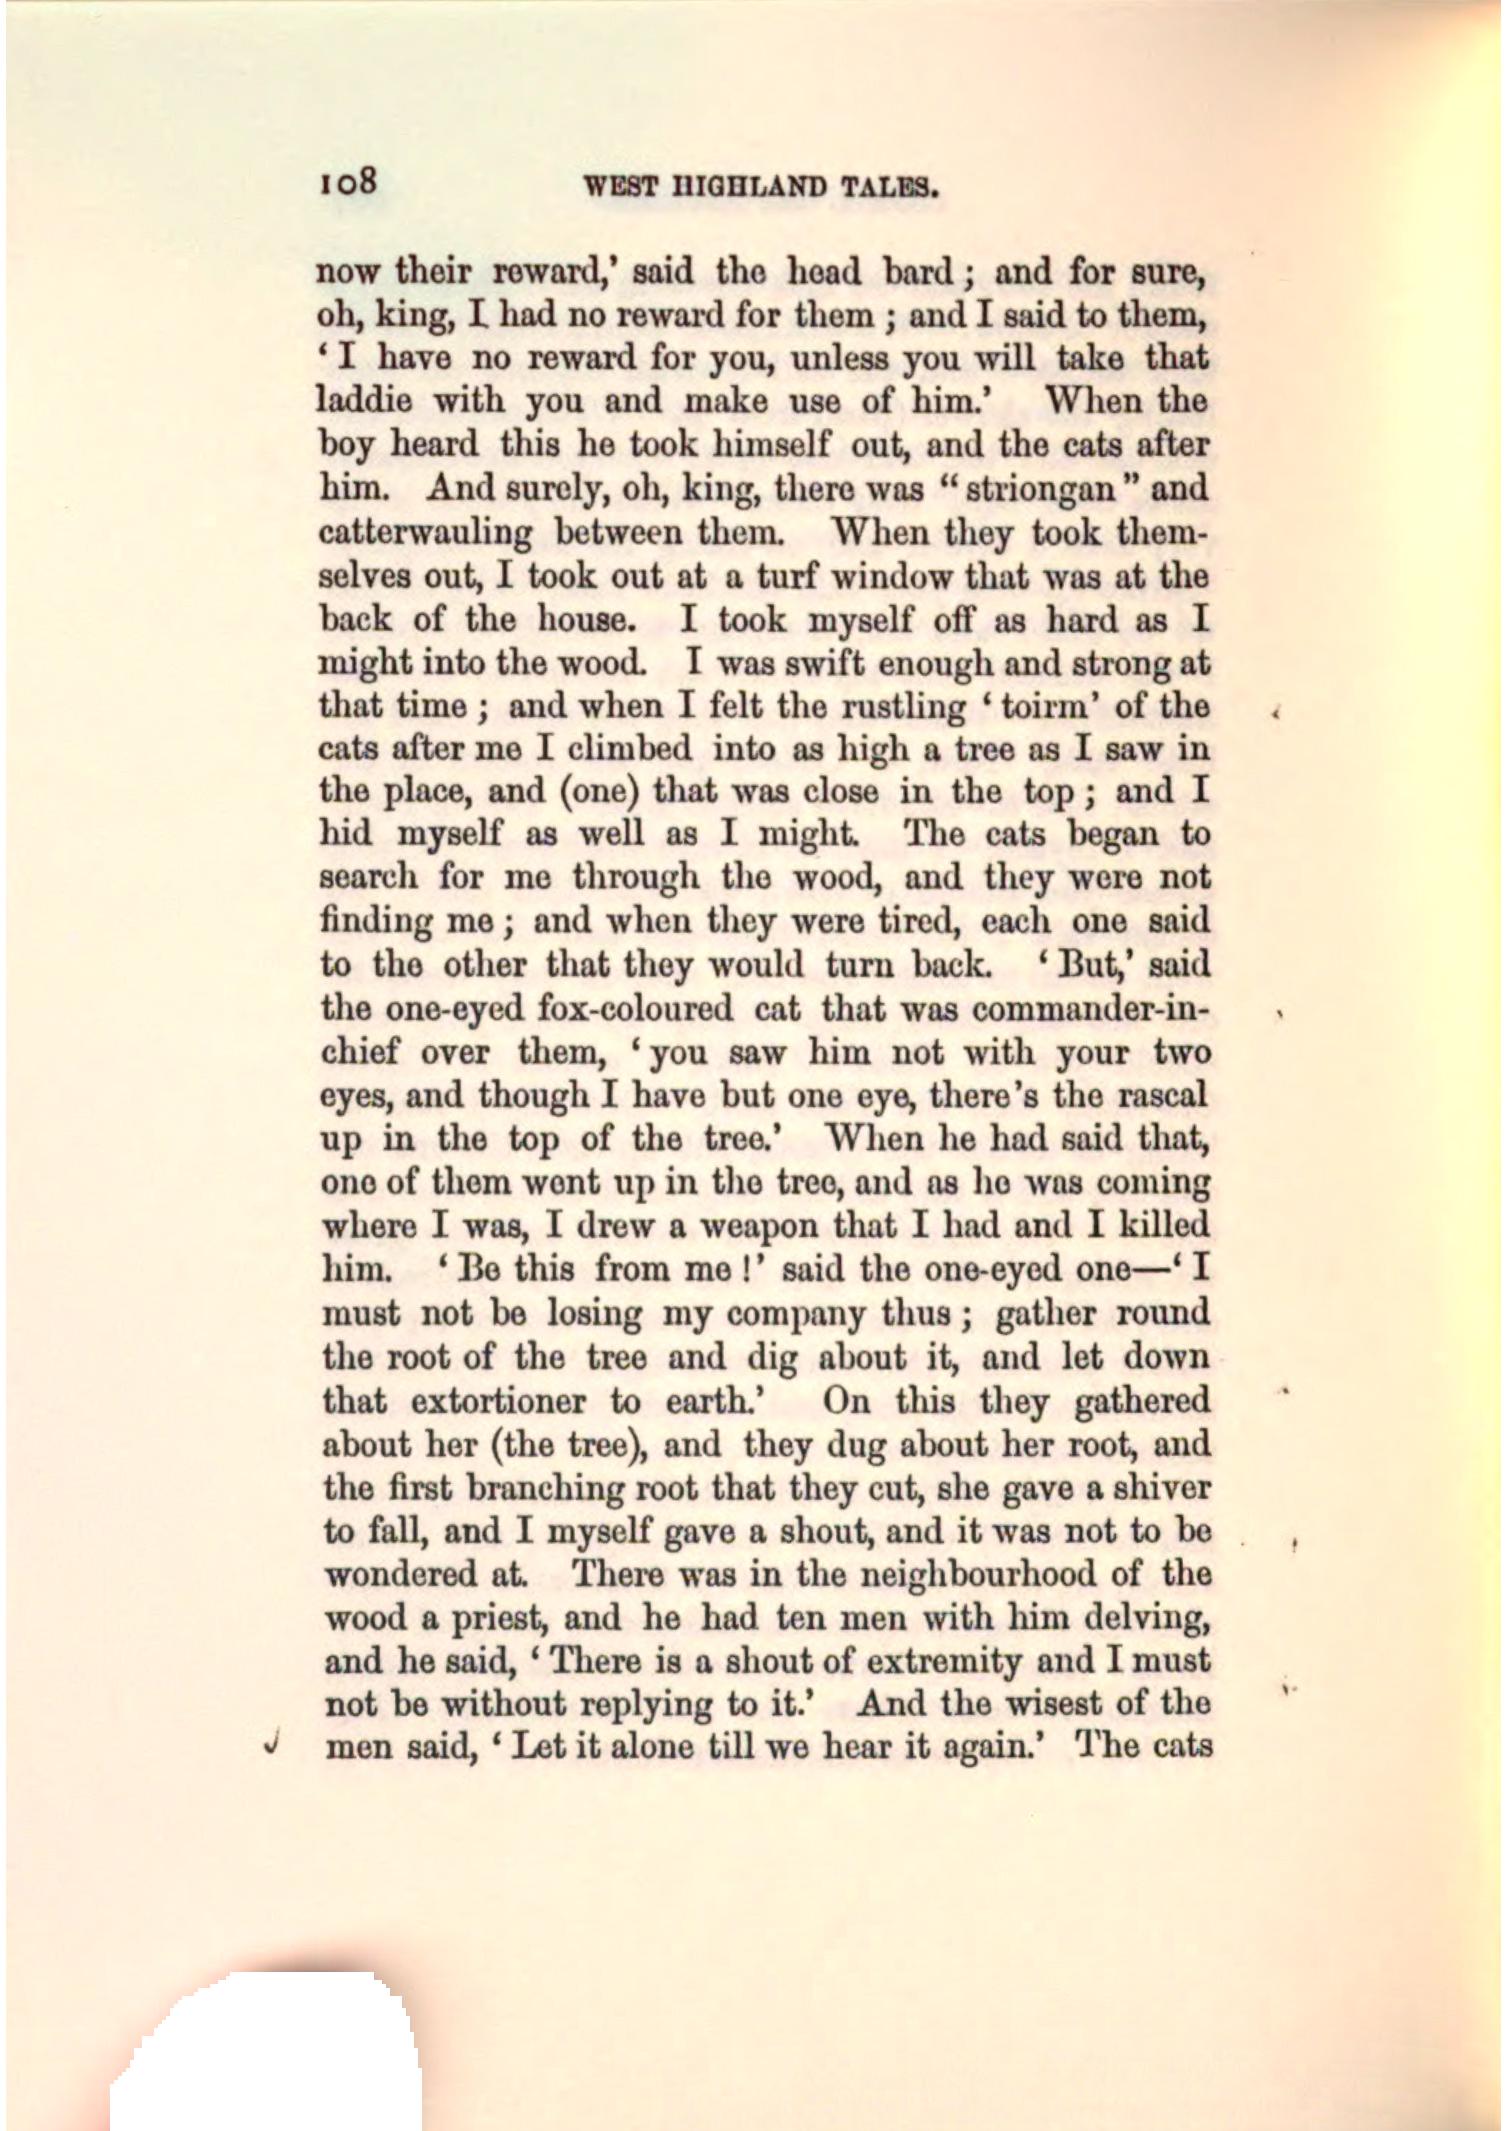 108 WEST HIGHLAND TALES.
now their reward,’ said the head bard ; and for sure,
oh, king, I had no reward for them ; and I said to them,
‘ I have no reward for you, unless you will take that
laddie with you and make use of him.’ When the
boy heard this he took himself out, and the cats after
him. And surely, oh, king, there was “ striongan ” and
catterwauling between them. When they took them-
selves out, I took out at a turf window that was at the
back of the house. I took myself off as hard as I
might into the wood. I was swift enough and strong at
that time ; and when I felt the rustling ‘ toirm’ of the
cats after me I climbed into as high a tree as I saw in
the place, and (one) that was close in the top ; and I
hid myself as well as I might. The cats began to
search for me through the wood, and they were not
finding me ; and when they were tired, each one said
to the other that they would turn back. ‘ But,’ said
the one-eyed fox-coloured cat that was commander-in-
chief over them, ‘ you saw him not with your two
eyes, and though I have but one eye, there’s the rascal
up in the top of the tree.’ When he had said that,
one of them went up in the tree, and as he was coming
where I was, I drew a weapon that I had and I killed
him. ‘ Be this from me !’ said the one-eyed one—‘ I
must not be losing my company thus ; gather round
the root of the tree and dig about it, and let down
that extortioner to earth.’ On this they gathered
about her (the tree), and they dug about her root, and
the first branching root that they cut, she gave a shiver
to fall, and I myself gave a shout, and it was not to be
wondered at. There was in the neighbourhood of the
wood a priest, and he had ten men with him delving,
and he said, ‘ There is a shout of extremity and I must
not be without replying to it.’ And the wisest of the
men said, ‘ Let it alone till we hear it again.’ The cats